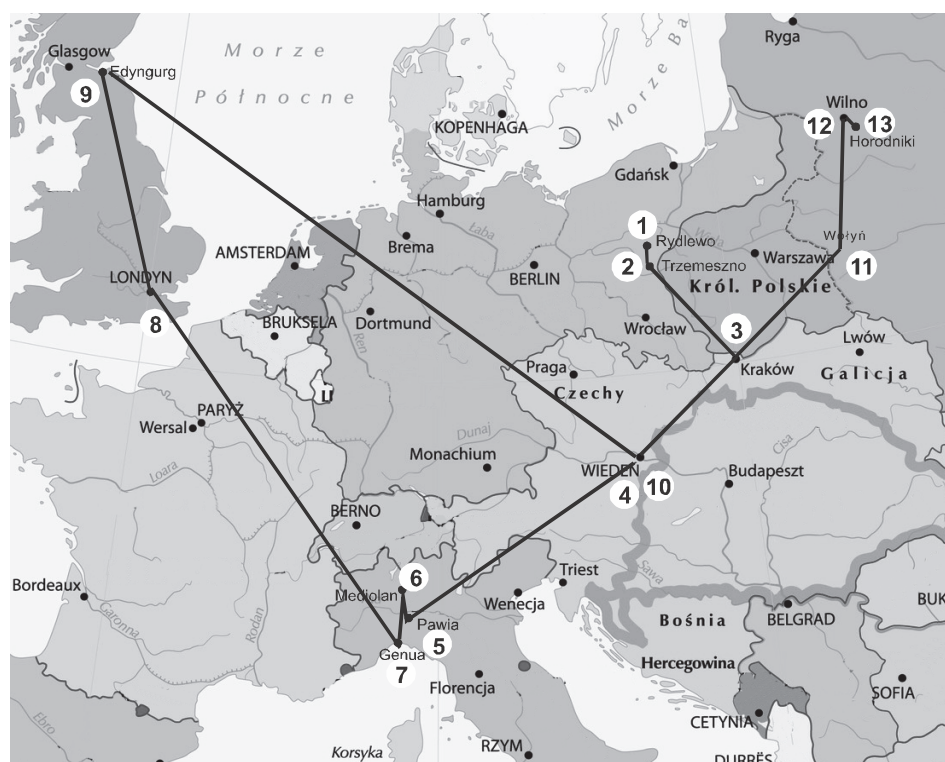 Ryga
Glasgow
Morze
Północne
Edyngurg
9
Morze Ba
Wilno
12
13
Horodniki
KOPENHAGA
Gdańsk
Hamburg
Łaba
Brema
1
Rydlewo
2
Trzemeszno
Wisła
Warszawa
Wołyń
11
Król. Polskie
AMSTERDAM
BERLIN
LONDYN
8
BRUKSELA
Dortmund
Ren
Wrocław
3
Kraków
Lwów
Galicja
Praga
Czechy
LI
PARYŻ
Wersal
Loara
Dunaj
Monachium
WIEDEŃ
4
10
Cisa
Budapeszt
BERNO
Bordeaux
Garonna
Rodan
6
Mediolan
Pawia
5
Genua
7
Wenecja
Triest
Sawa
Bośnia
BELGRAD
BUK
Hercegowina
Florencja
SOFIA
CETYNIA
Ebro
Korsyka
RZYM
DURRËS